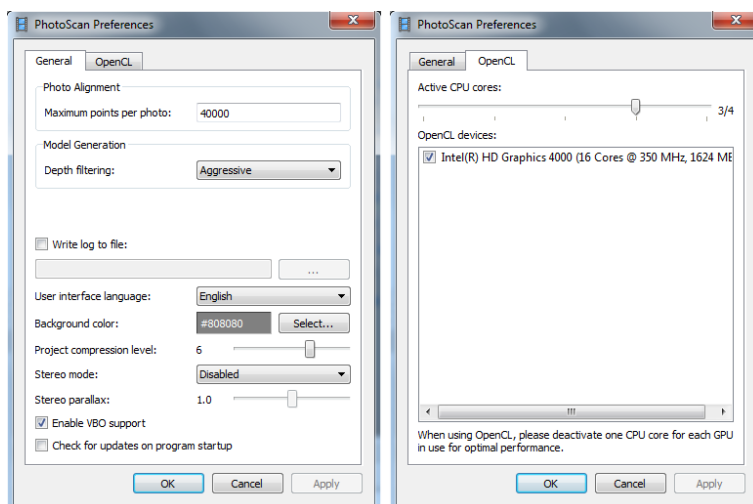 PhotoScan Preferences
General
OpenCL
Photo Alignment
Maximum points per photo:
40000
Model Generation
Depth filtering:
Aggressive
Write log to file:
...
User interface language:
English
Background color:
#808080
Select...
Project compression level:
6
Stereo mode:
Disabled
Stereo parallax:
1.0
Enable VBO support
Check for updates on program startup
OK
Cancel
Apply
PhotoScan Preferences
General
OpenCL
Active CPU cores:
3/4
OpenCL devices:
Intel(R) HD Graphics 4000 (16 Cores @ 350 MHz, 1624 ME
When using OpenCL, please deactivate one CPU core for each GPU
in use for optimal performance.
OK
Cancel
Apply